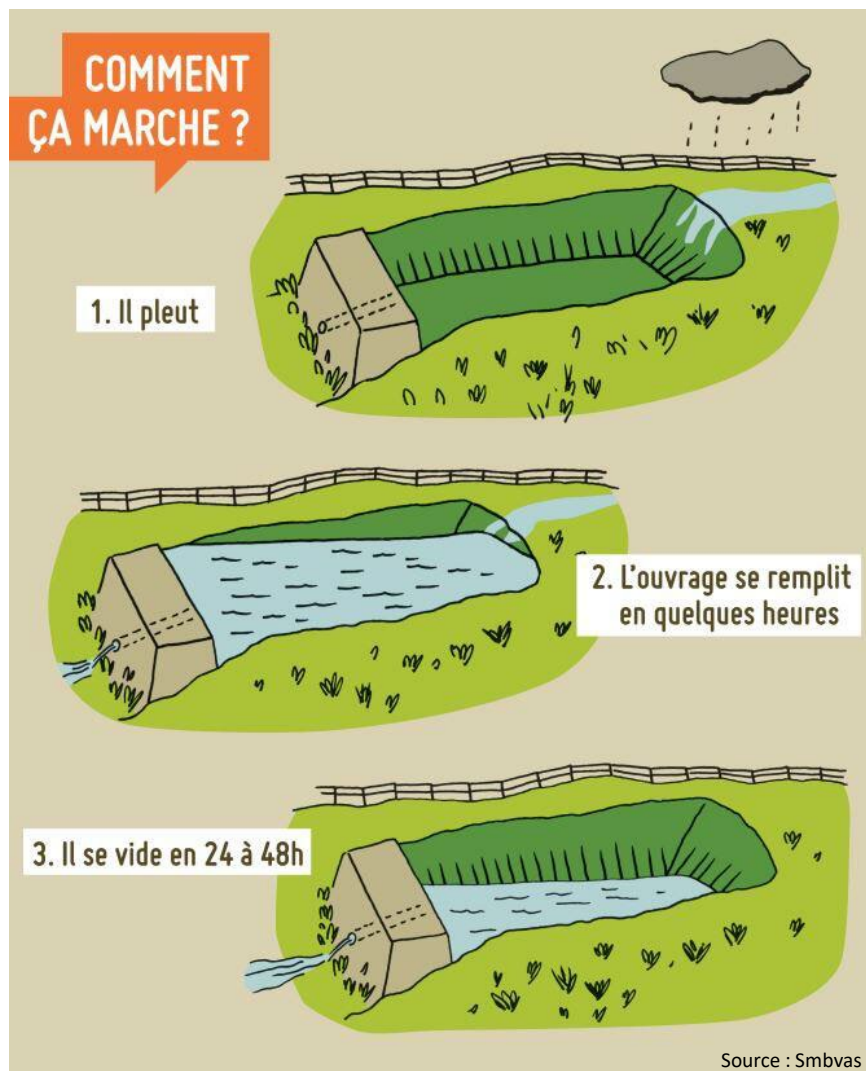 COMMENT
ÇA MARCHE ?
1. Il pleut
2. L'ouvrage se remplit
en quelques heures
3. Il se vide en 24 à 48h
Source : Smbvas